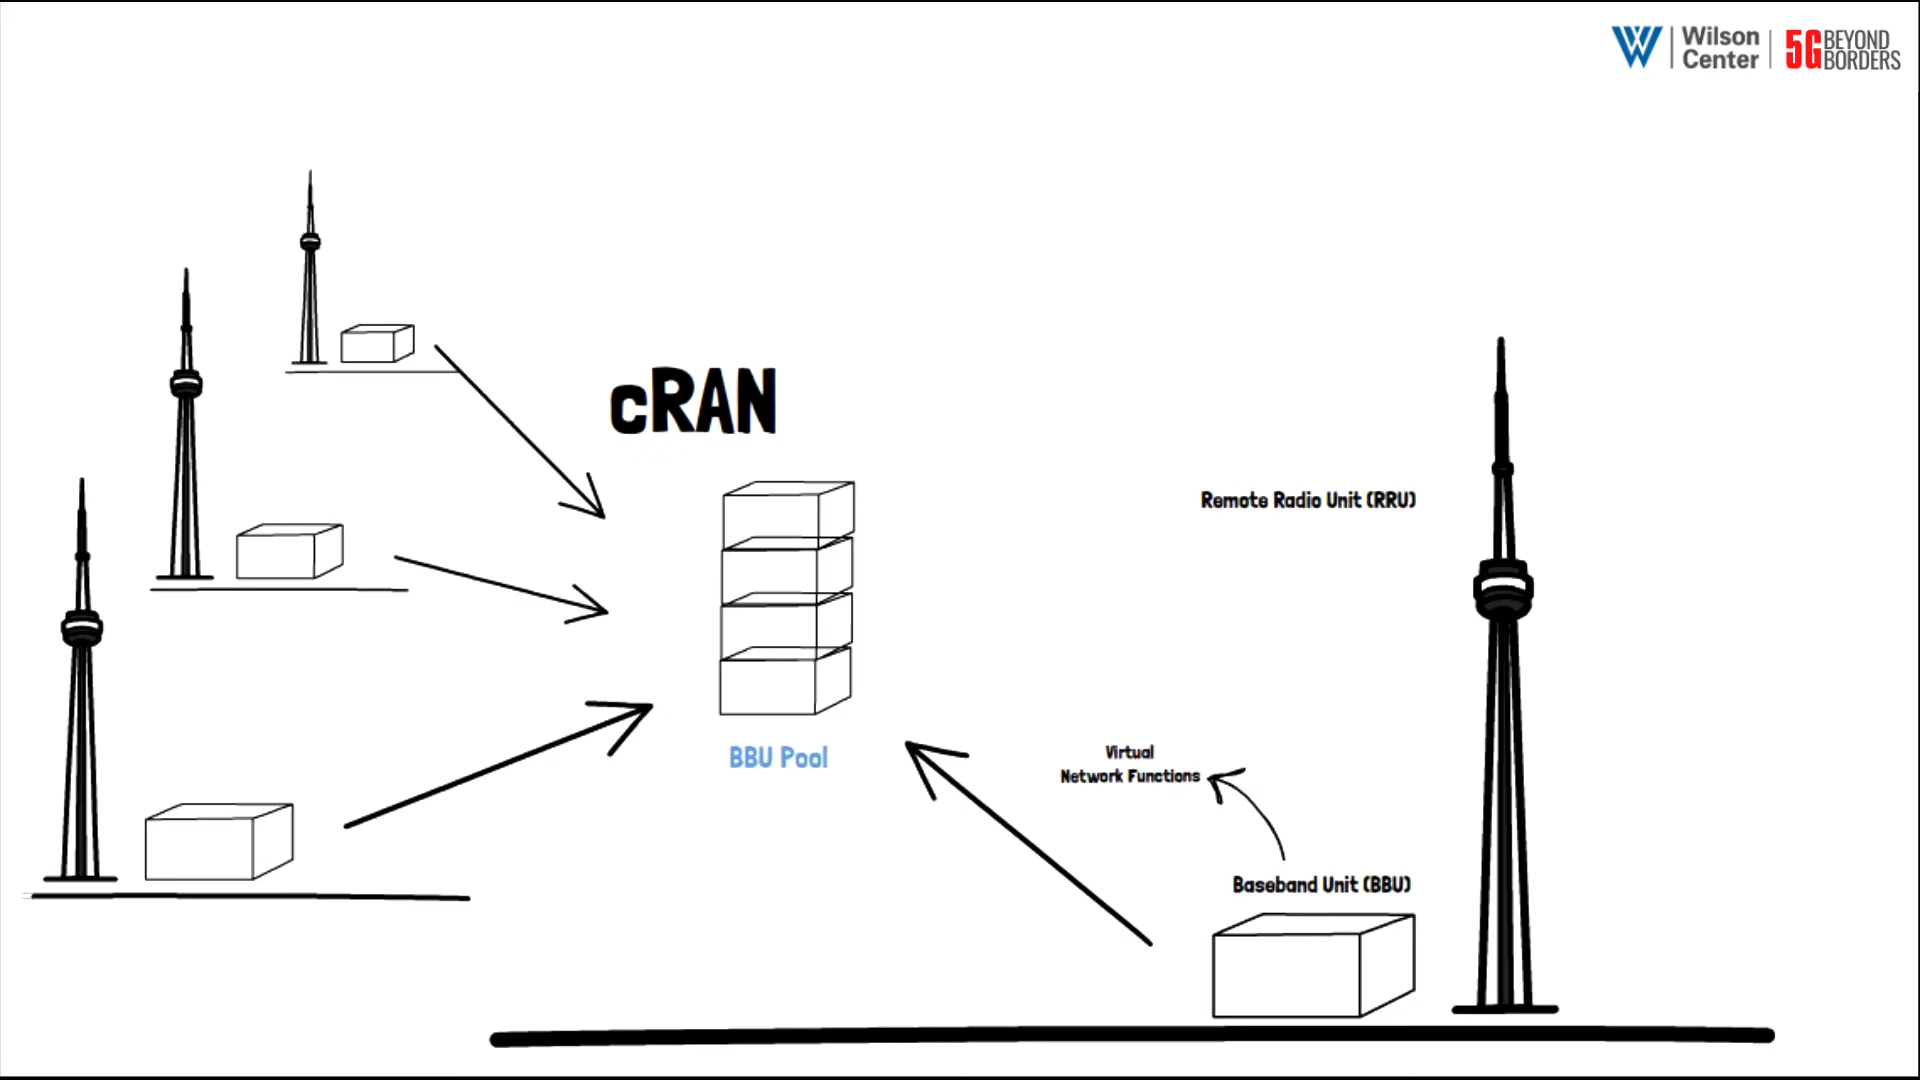 Wilson
Center
5G BEYOND
BORDERS
cRAN
Remote Radio Unit (RRU)
BBU Pool
Virtual
Network Functions
Baseband Unit (BBU)